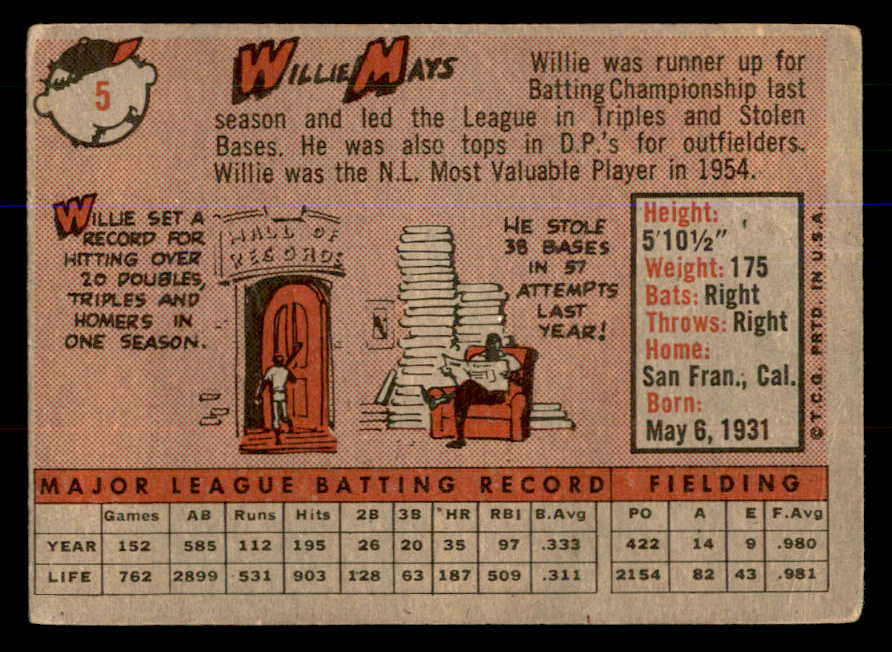 5
WILLIE MAYS
Willie was runner up for
Batting Championship last
season and led the League in Triples and Stolen
Bases. He was also tops in D.P.'s for outfielders.
Willie was the N.L. Most Valuable Player in 1954.
WILLIE SET A
RECORD FOR
HITTING OVER
20 DOUBLES,
TRIPLES AND
HOMERS IN
ONE SEASON.
HALL OF
RECORDS
HE STOLE
38 BASES
IN 57
ATTEMPTS
LAST
YEAR!
Height:
5'10½"
Weight: 175
Bats: Right
Throws: Right
Home:
San Fran., Cal.
Born:
May 6, 1931
© T.C.G. PRTD. IN U.S.A.
MAJOR LEAGUE BATTING RECORD FIELDING
Games AB Runs Hits 2B 3B HR RBI B.Avg PO A E F.Avg
YEAR 152 585 112 195 26 20 35 97 .333 422 14 9 .980
LIFE 762 2899 531 903 128 63 187 509 .311 2154 82 43 .981